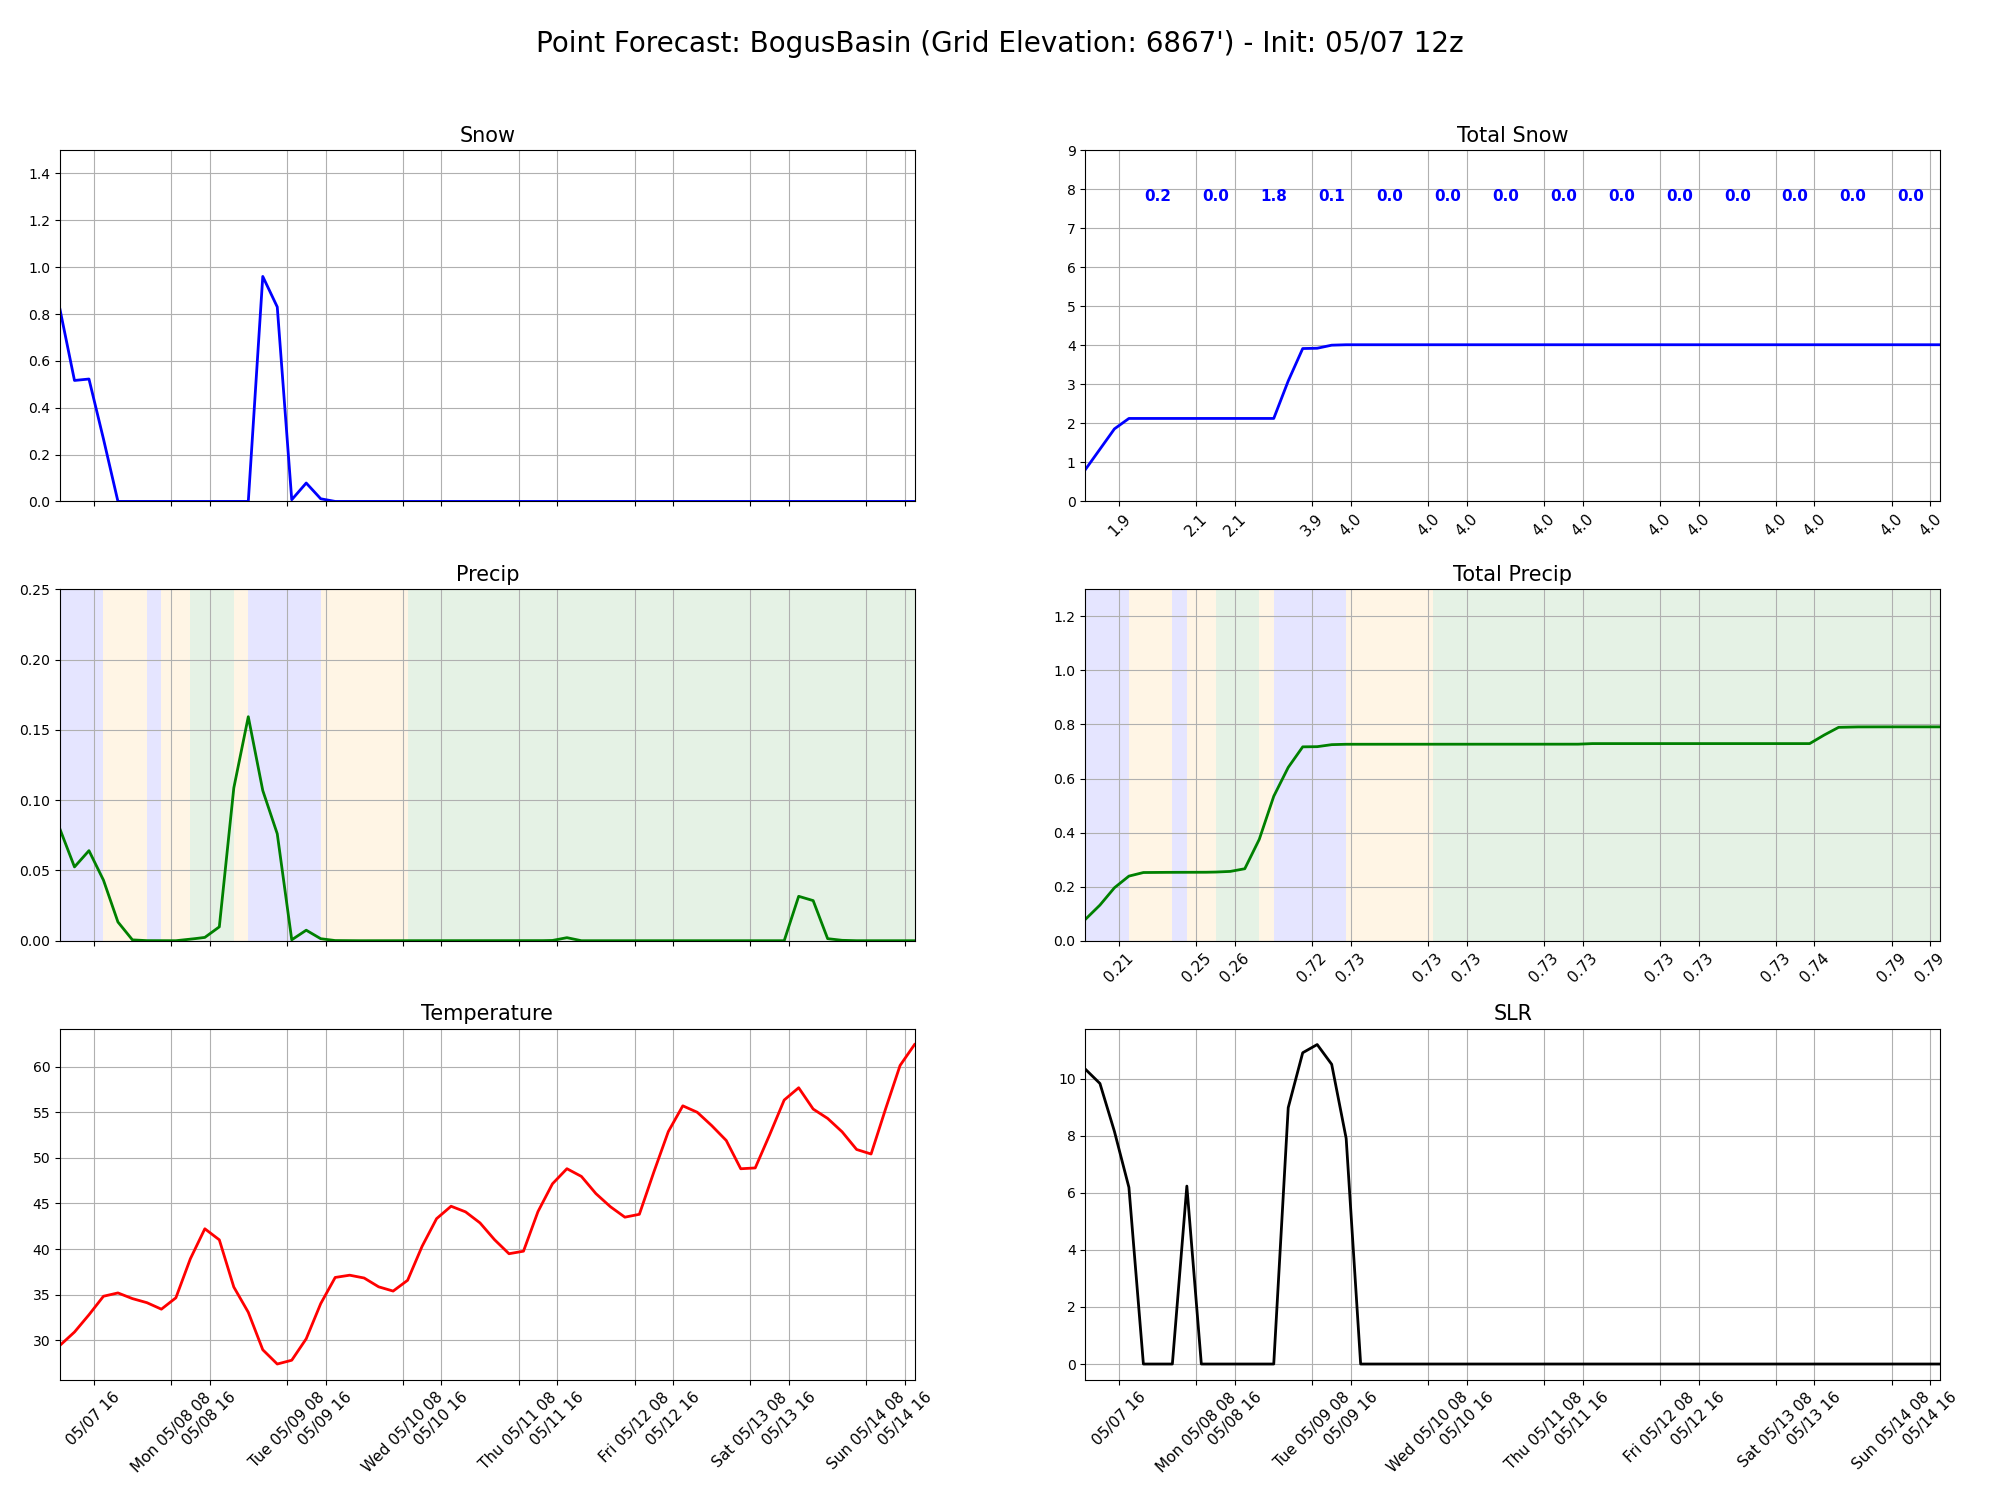 Point Forecast: BogusBasin (Grid Elevation: 6867') - Init: 05/07 12z
Snow
1.4
1.2
1.0
0.8
0.6
0.4
0.2
0.0
Total Snow
9
8
7
6
5
4
3
2
1
0
0.2 0.0 1.8 0.1 0.0 0.0 0.0 0.0 0.0 0.0 0.0 0.0 0.0 0.0
1.9 2.1 2.1 3.9 4.0 4.0 4.0 4.0 4.0 4.0 4.0 4.0 4.0 4.0 4.0
Precip
0.25
0.20
0.15
0.10
0.05
0.00
Total Precip
1.2
1.0
0.8
0.6
0.4
0.2
0.0
0.21 0.25 0.26 0.72 0.73 0.73 0.73 0.73 0.73 0.73 0.73 0.73 0.74 0.79 0.79
Temperature
60
55
50
45
40
35
30
05/07 16
Mon 05/08 08
05/08 16
Tue 05/09 08
05/09 16
Wed 05/10 08
05/10 16
Thu 05/11 08
05/11 16
Fri 05/12 08
05/12 16
Sat 05/13 08
05/13 16
Sun 05/14 08
05/14 16
SLR
10
8
6
4
2
0
05/07 16
Mon 05/08 08
05/08 16
Tue 05/09 08
05/09 16
Wed 05/10 08
05/10 16
Thu 05/11 08
05/11 16
Fri 05/12 08
05/12 16
Sat 05/13 08
05/13 16
Sun 05/14 08
05/14 16